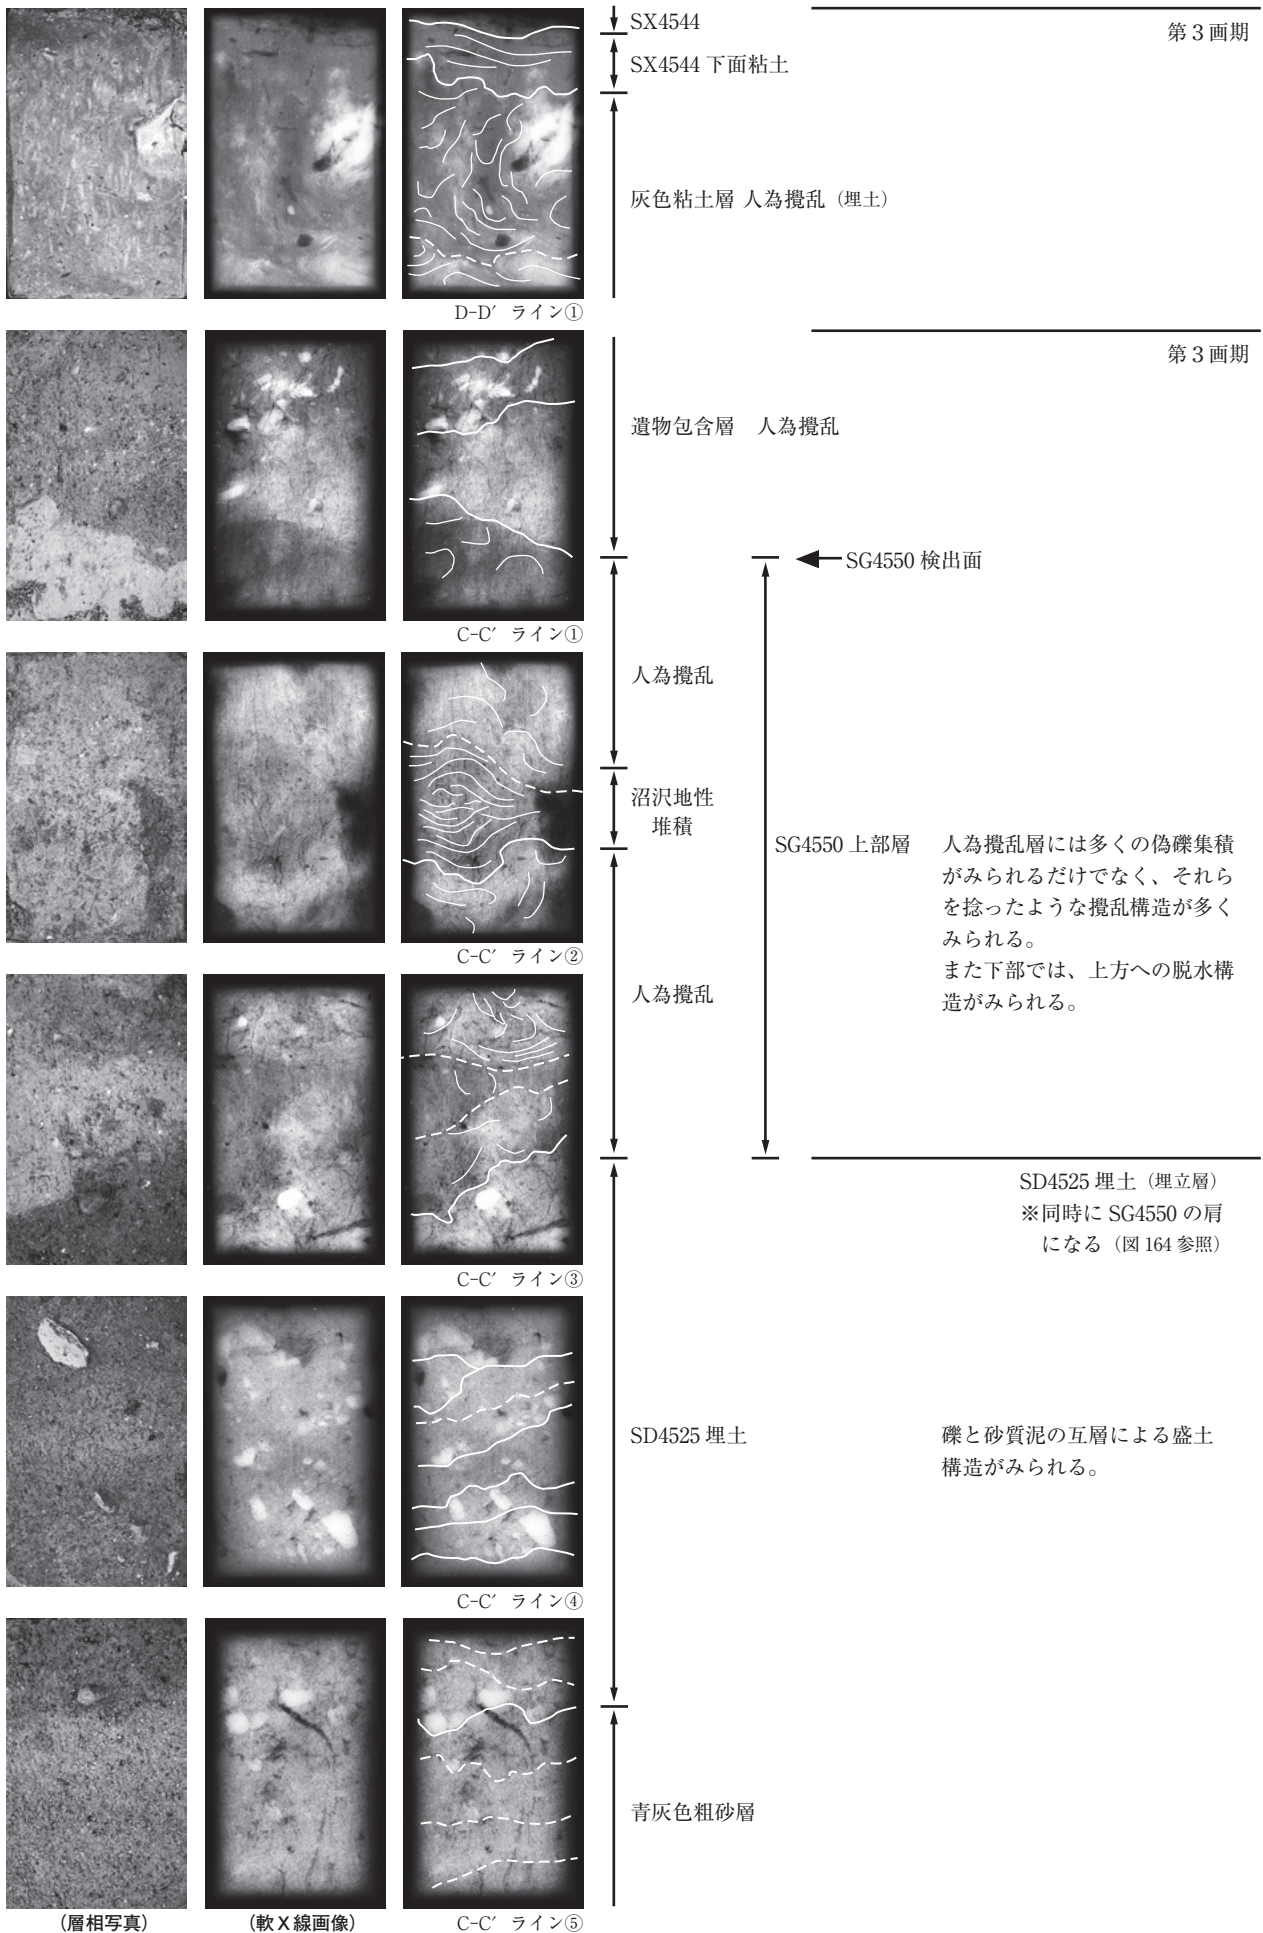 SX4544
第３画期
SX4544 下面粘土
灰色粘土層 人為攪乱（埋土）
D-D′ ライン①
第３画期
遺物包含層　人為攪乱
SG4550 検出面
C-C′ ライン①
人為攪乱
沼沢地性
堆積
SG4550 上部層
人為攪乱層には多くの偽礫集積
がみられるだけでなく、それら
を捻ったような攪乱構造が多く
みられる。
また下部では、上方への脱水構
造がみられる。
C-C′ ライン②
人為攪乱
SD4525 埋土（埋立層）
※同時に SG4550 の肩
になる（図 164 参照）
C-C′ ライン③
SD4525 埋土
礫と砂質泥の互層による盛土
構造がみられる。
C-C′ ライン④
青灰色粗砂層
（層相写真）
（軟Ｘ線画像）
C-C′ ライン⑤